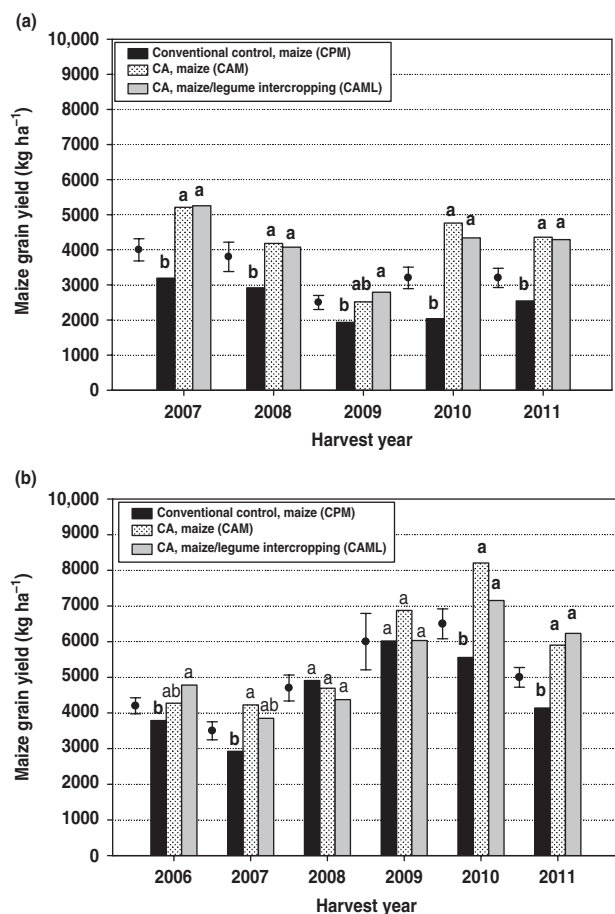 (a)
10,000
Conventional control, maize (CPM)
9000
CA, maize (CAM)
CA, maize/legume intercropping (CAML)
8000
7000
6000
5000
4000
3000
2000
1000
0
Maize grain yield (kg ha⁻¹)
b a a
b a a
b ab a
b a a
b a a
2007 2008 2009 2010 2011
Harvest year
(b)
10,000
Conventional control, maize (CPM)
9000
CA, maize (CAM)
CA, maize/legume intercropping (CAML)
8000
7000
6000
5000
4000
3000
2000
1000
0
Maize grain yield (kg ha⁻¹)
b ab a
b a ab
a a a
a a a
b a a
b a a
2006 2007 2008 2009 2010 2011
Harvest year